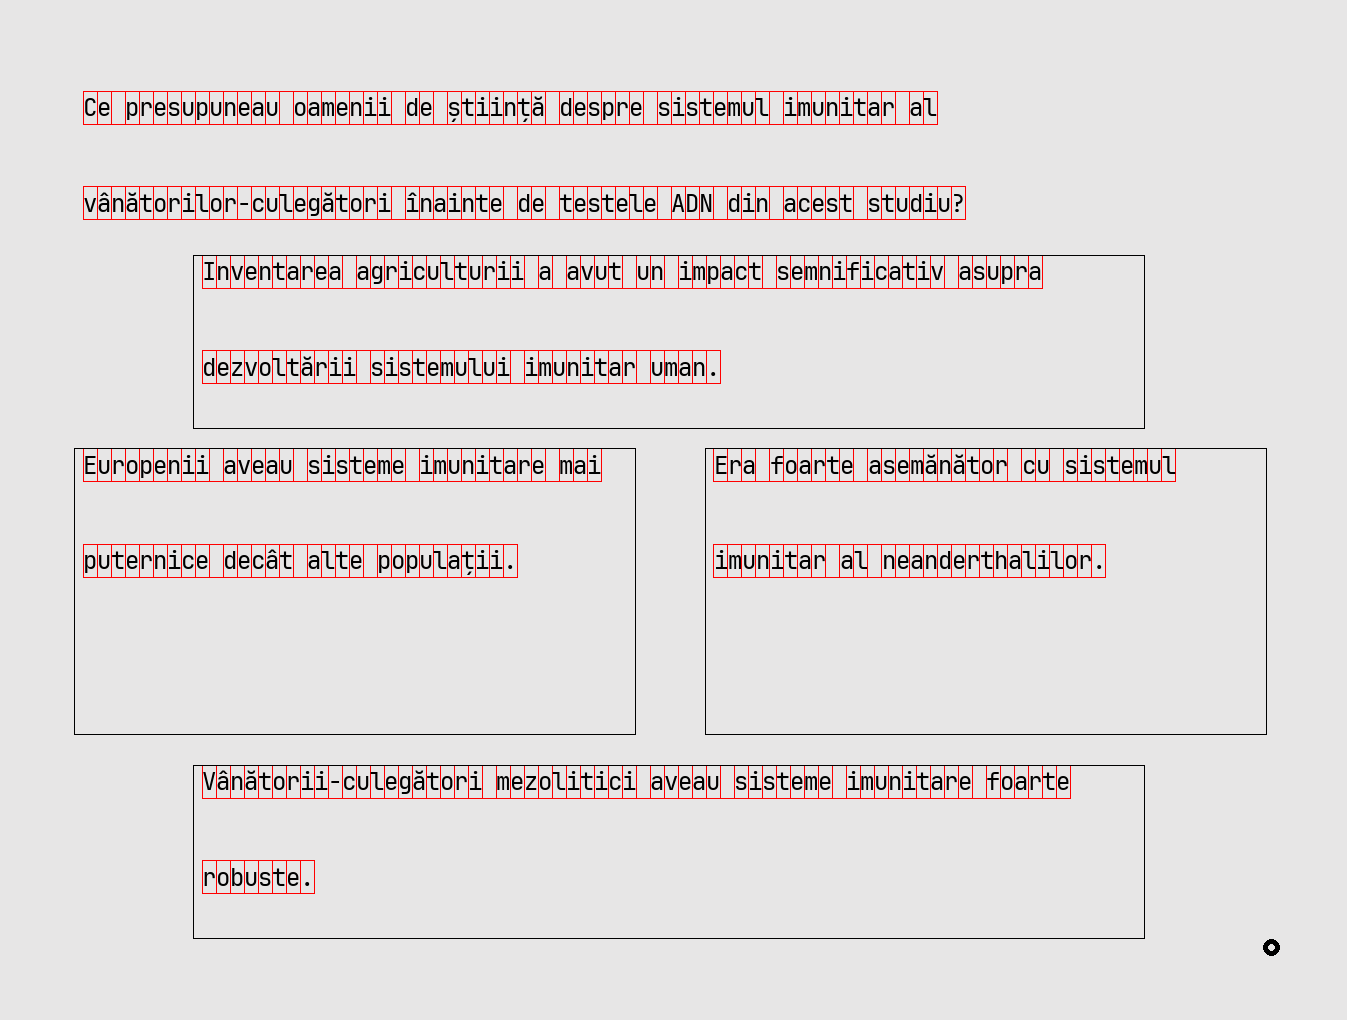 Ce presupuneau oamenii de știință despre sistemul imunitar al
vânătorilor-culegători înainte de testele ADN din acest studiu?
Inventarea agriculturii a avut un impact semnificativ asupra
dezvoltării sistemului imunitar uman.
Europenii aveau sisteme imunitare mai
puternice decât alte populații.
Era foarte asemănător cu sistemul
imunitar al neanderthalilor.
Vânătorii-culegători mezolitici aveau sisteme imunitare foarte
robuste.